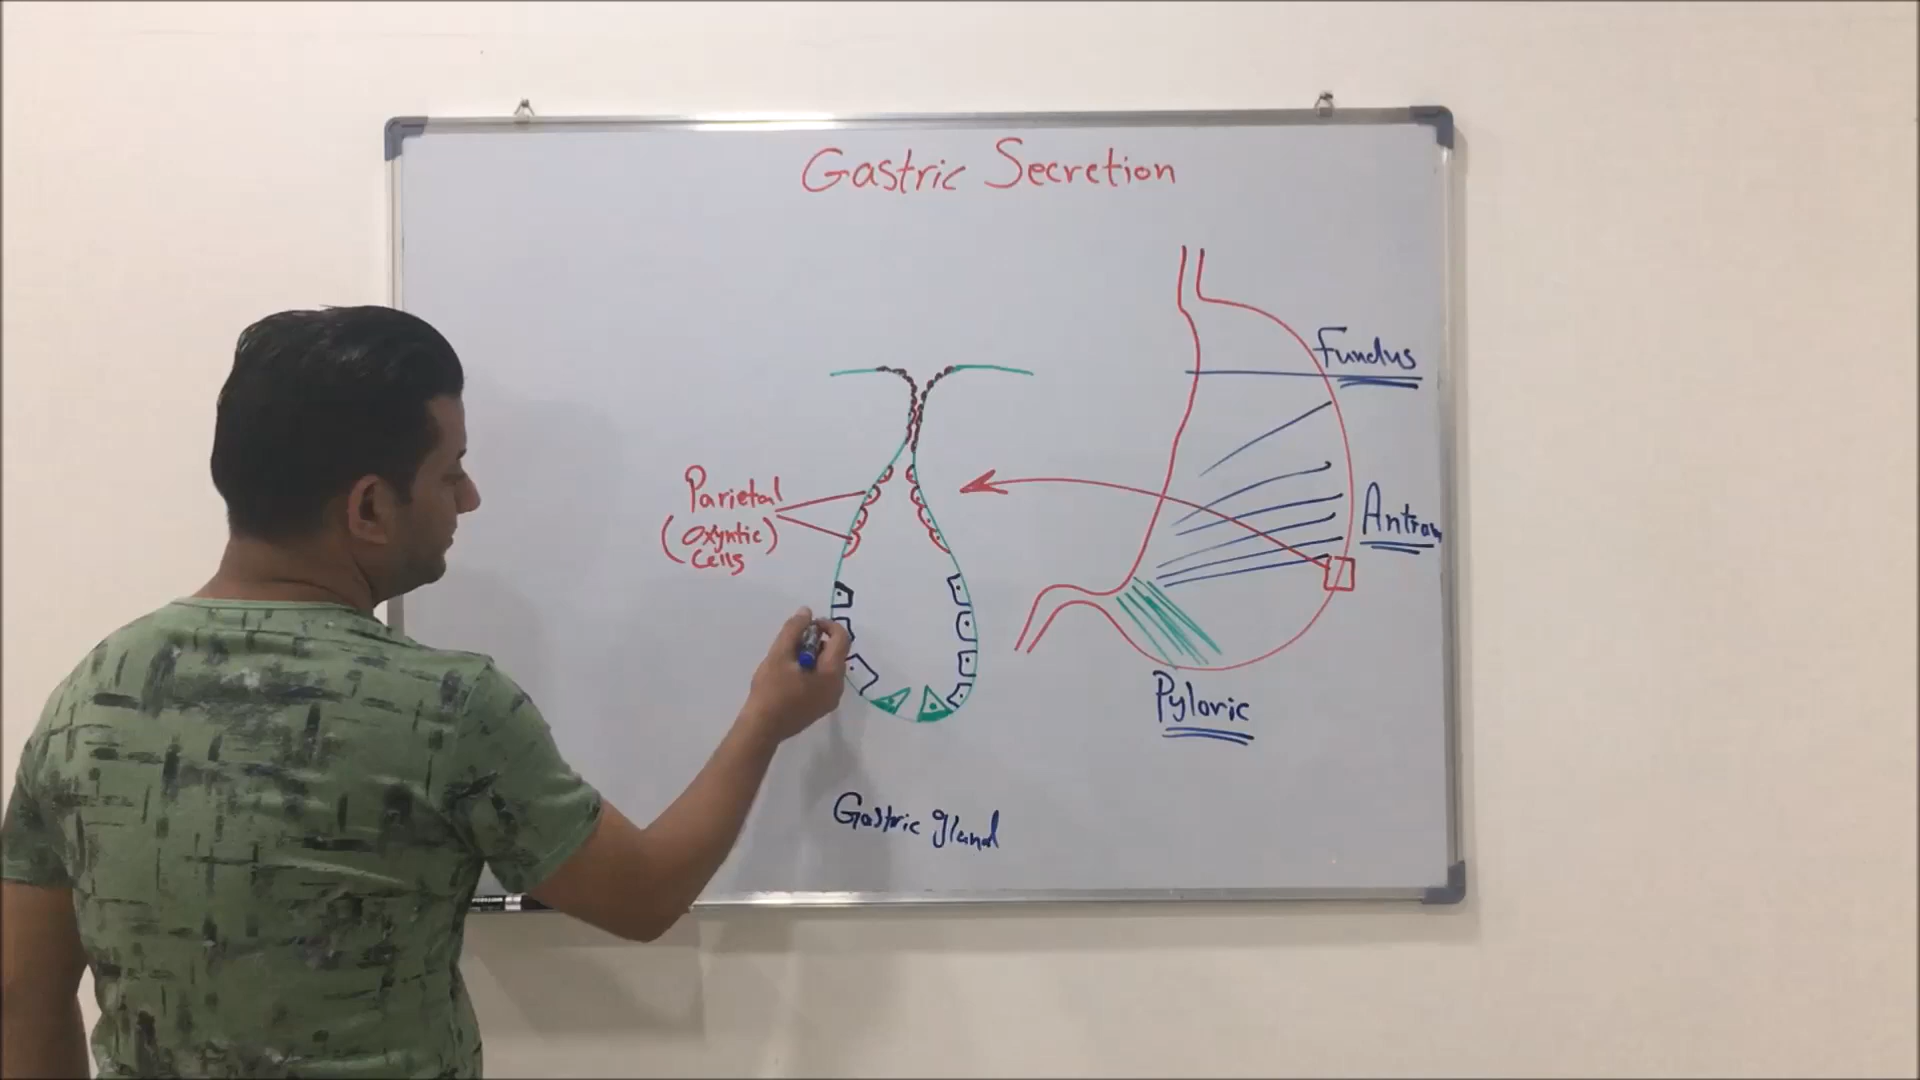 Gastric Secretion
Fundus
Parietal
(Oxyntic)
Cells
Antrum
Pyloric
Gastric gland